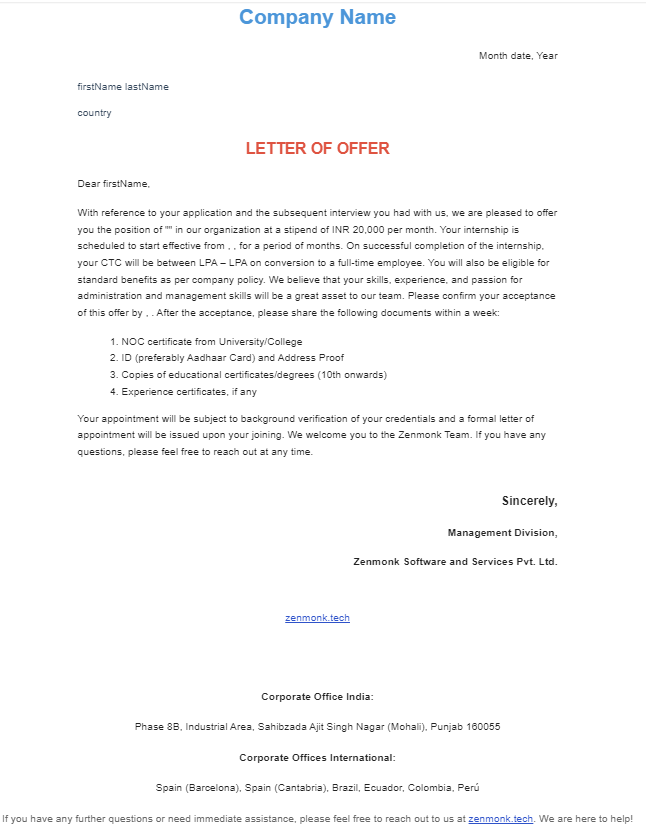 Company Name
Month date, Year
firstName lastName
country
LETTER OF OFFER
Dear firstName,
With reference to your application and the subsequent interview you had with us, we are pleased to offer
you the position of "" in our organization at a stipend of INR 20,000 per month. Your internship is
scheduled to start effective from , , for a period of months. On successful completion of the internship,
your CTC will be between LPA – LPA on conversion to a full-time employee. You will also be eligible for
standard benefits as per company policy. We believe that your skills, experience, and passion for
administration and management skills will be a great asset to our team. Please confirm your acceptance
of this offer by , . After the acceptance, please share the following documents within a week:
1. NOC certificate from University/College
2. ID (preferably Aadhaar Card) and Address Proof
3. Copies of educational certificates/degrees (10th onwards)
4. Experience certificates, if any
Your appointment will be subject to background verification of your credentials and a formal letter of
appointment will be issued upon your joining. We welcome you to the Zenmonk Team. If you have any
questions, please feel free to reach out at any time.
Sincerely,
Management Division,
Zenmonk Software and Services Pvt. Ltd.
zenmonk.tech
Corporate Office India:
Phase 8B, Industrial Area, Sahibzada Ajit Singh Nagar (Mohali), Punjab 160055
Corporate Offices International:
Spain (Barcelona), Spain (Cantabria), Brazil, Ecuador, Colombia, Perú
If you have any further questions or need immediate assistance, please feel free to reach out to us at zenmonk.tech. We are here to help!